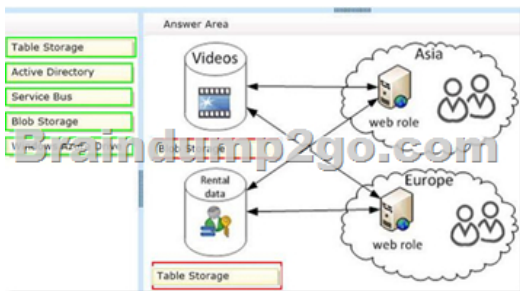 Answer Area
Table Storage
Active Directory
Service Bus
Blob Storage
Videos
Asia
web role
Braindump2go.com
Blob Storage
Rental
data
Europe
web role
Table Storage